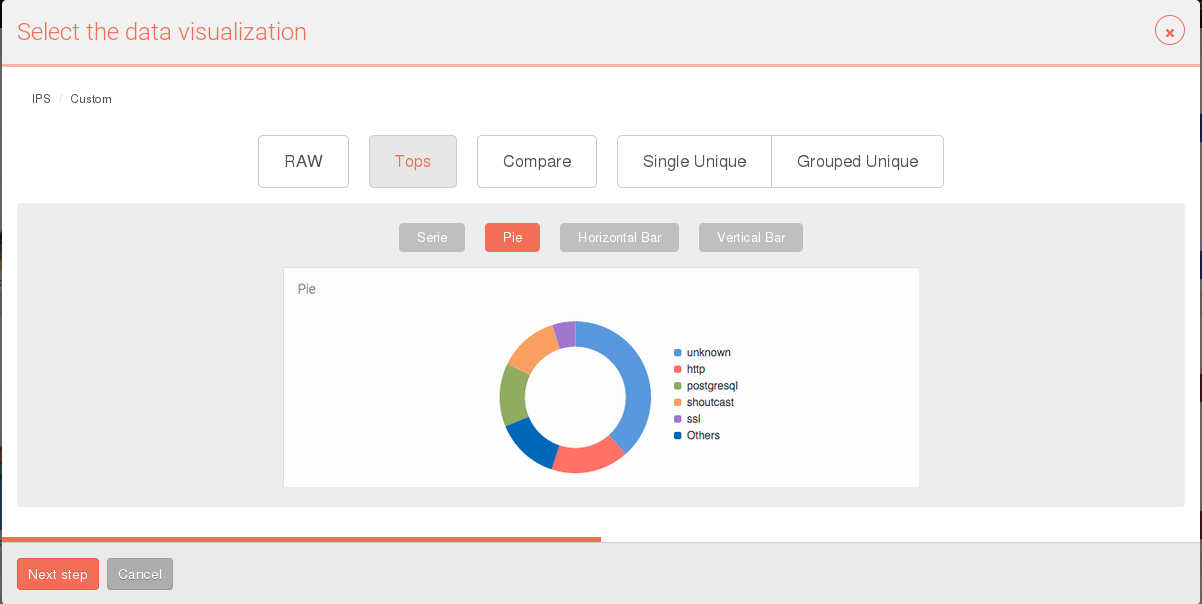 Select the data visualization
IPS / Custom
RAW Tops Compare Single Unique Grouped Unique
Serie Pie Horizontal Bar Vertical Bar
Pie
unknown
http
postgresql
shoutcast
ssl
Others
Next step Cancel